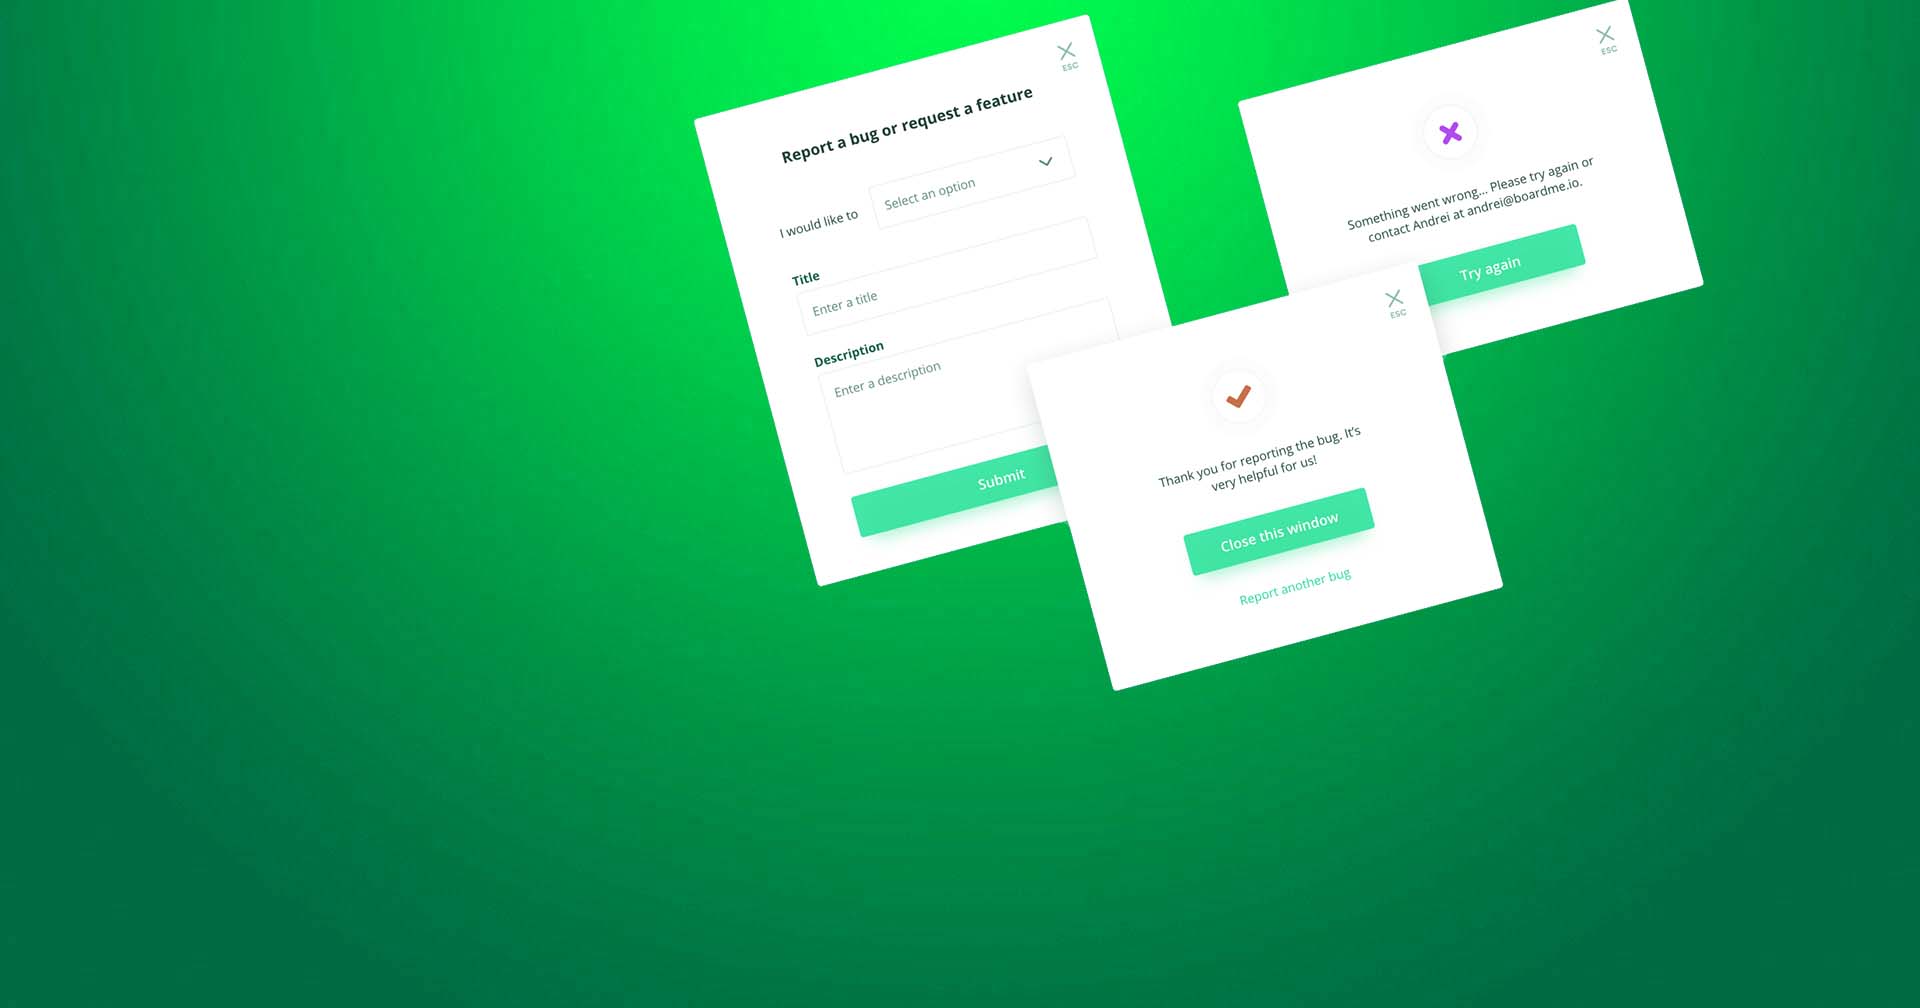 ESC
Report a bug or request a feature
I would like to
Select an option
Title
Enter a title
Description
Enter a description
Submit
ESC
Something went wrong... Please try again or
contact Andrei at andrei@boardme.io.
Try again
ESC
Thank you for reporting the bug. It's
very helpful for us!
Close this window
Report another bug